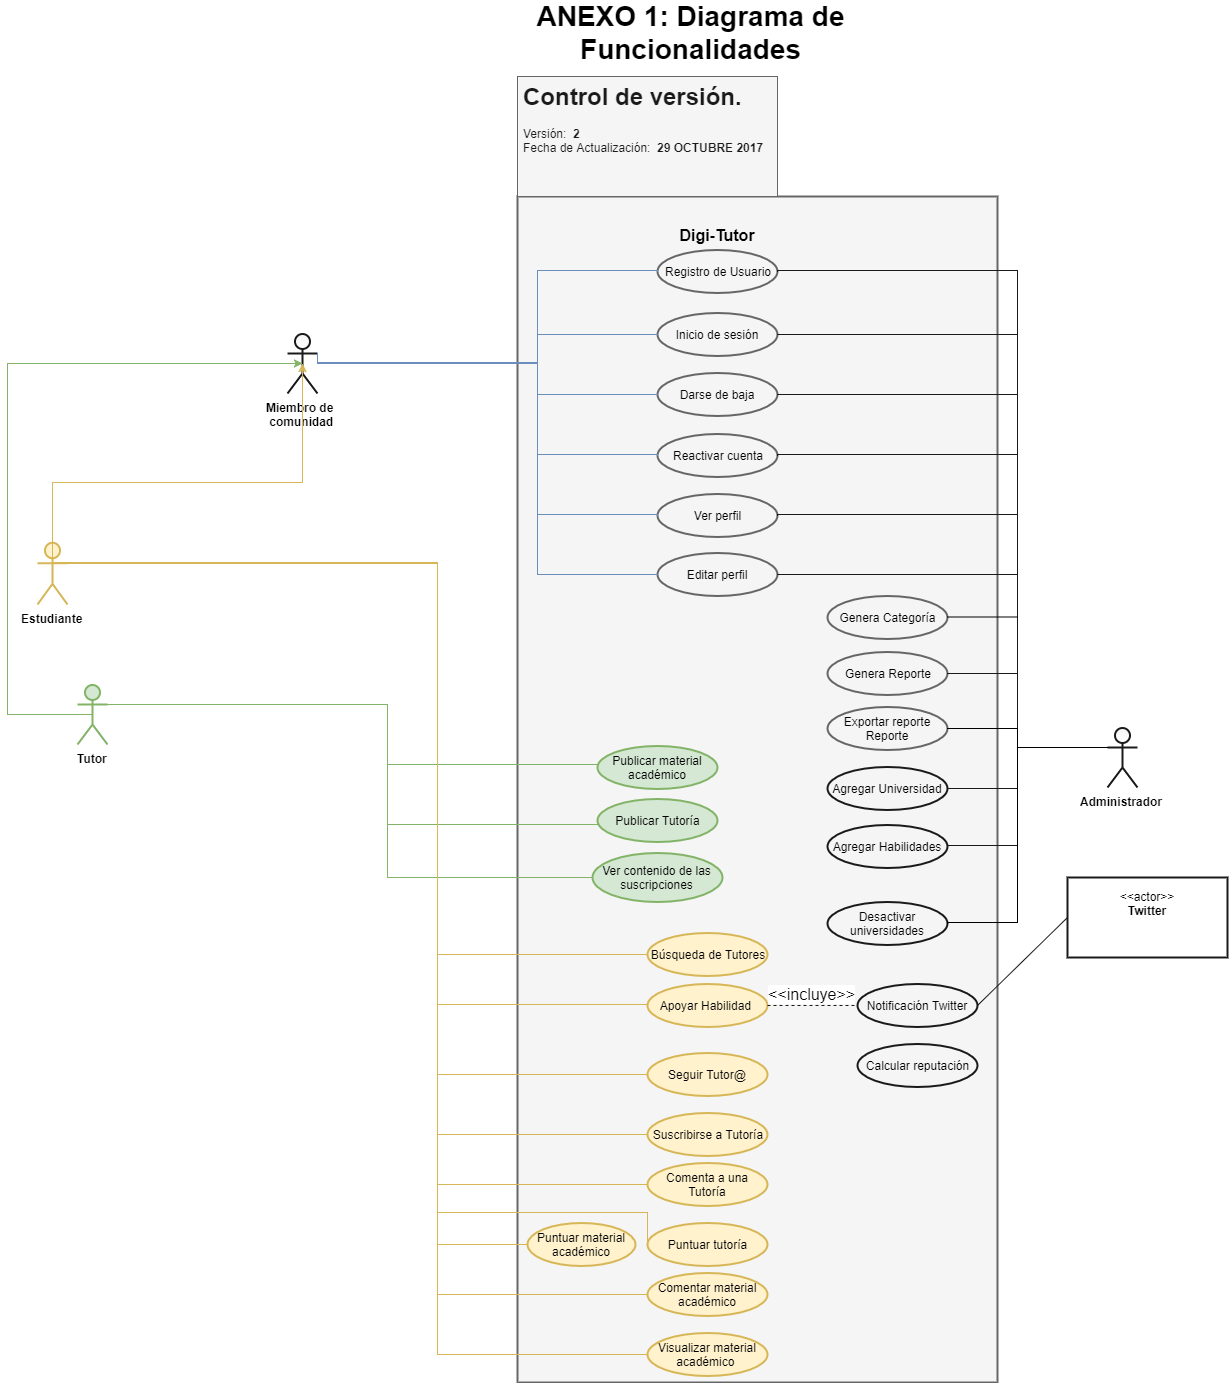 ANEXO 1: Diagrama de
Funcionalidades
Control de versión.
Versión: 2
Fecha de Actualización: 29 OCTUBRE 2017
Digi-Tutor
Registro de Usuario
Inicio de sesión
Miembro de
comunidad
Darse de baja
Reactivar cuenta
Ver perfil
Editar perfil
Estudiante
Genera Categoría
Genera Reporte
Exportar reporte
Reporte
Tutor
Publicar material
académico
Agregar Universidad
Administrador
Publicar Tutoría
Agregar Habilidades
Ver contenido de las
suscripciones
<<actor>>
Twitter
Desactivar
universidades
Búsqueda de Tutores
Apoyar Habilidad
<<incluye>>
Notificación Twitter
Calcular reputación
Seguir Tutor@
Suscribirse a Tutoría
Comenta a una
Tutoría
Puntuar material
académico
Puntuar tutoría
Comentar material
académico
Visualizar material
académico